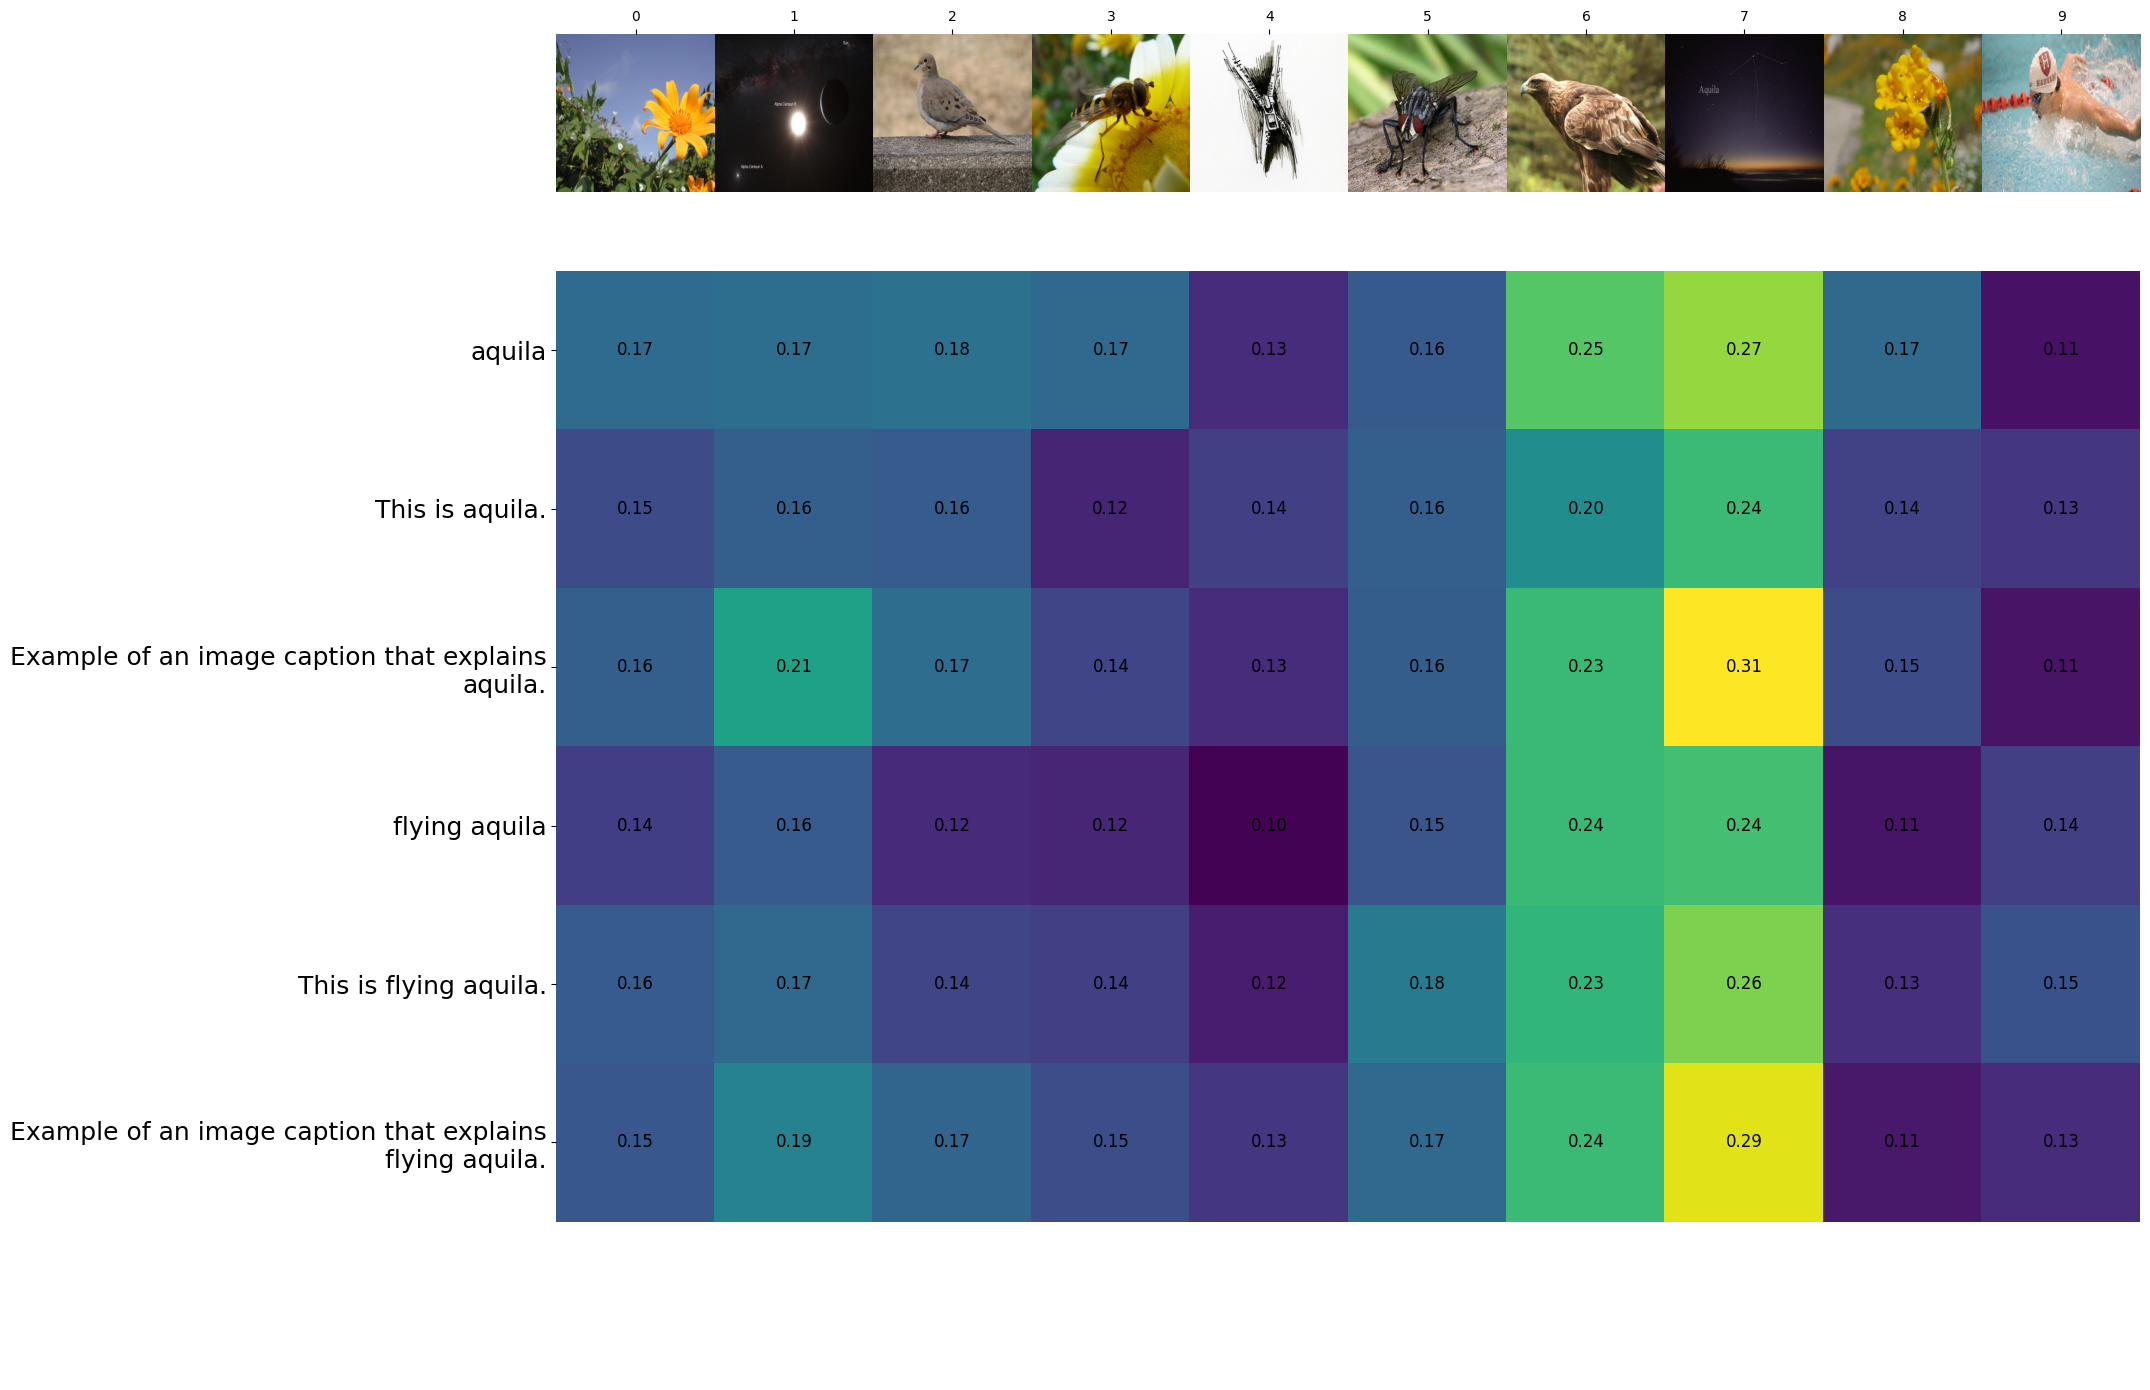 0 1 2 3 4 5 6 7 8 9
Aquila
aquila 0.17 0.17 0.18 0.17 0.13 0.16 0.25 0.27 0.17 0.11
This is aquila. 0.15 0.16 0.16 0.12 0.14 0.16 0.20 0.24 0.14 0.13
Example of an image caption that explains
aquila. 0.16 0.21 0.17 0.14 0.13 0.16 0.23 0.31 0.15 0.11
flying aquila 0.14 0.16 0.12 0.12 0.10 0.15 0.24 0.24 0.11 0.14
This is flying aquila. 0.16 0.17 0.14 0.14 0.12 0.18 0.23 0.26 0.13 0.15
Example of an image caption that explains
flying aquila. 0.15 0.19 0.17 0.15 0.13 0.17 0.24 0.29 0.11 0.13